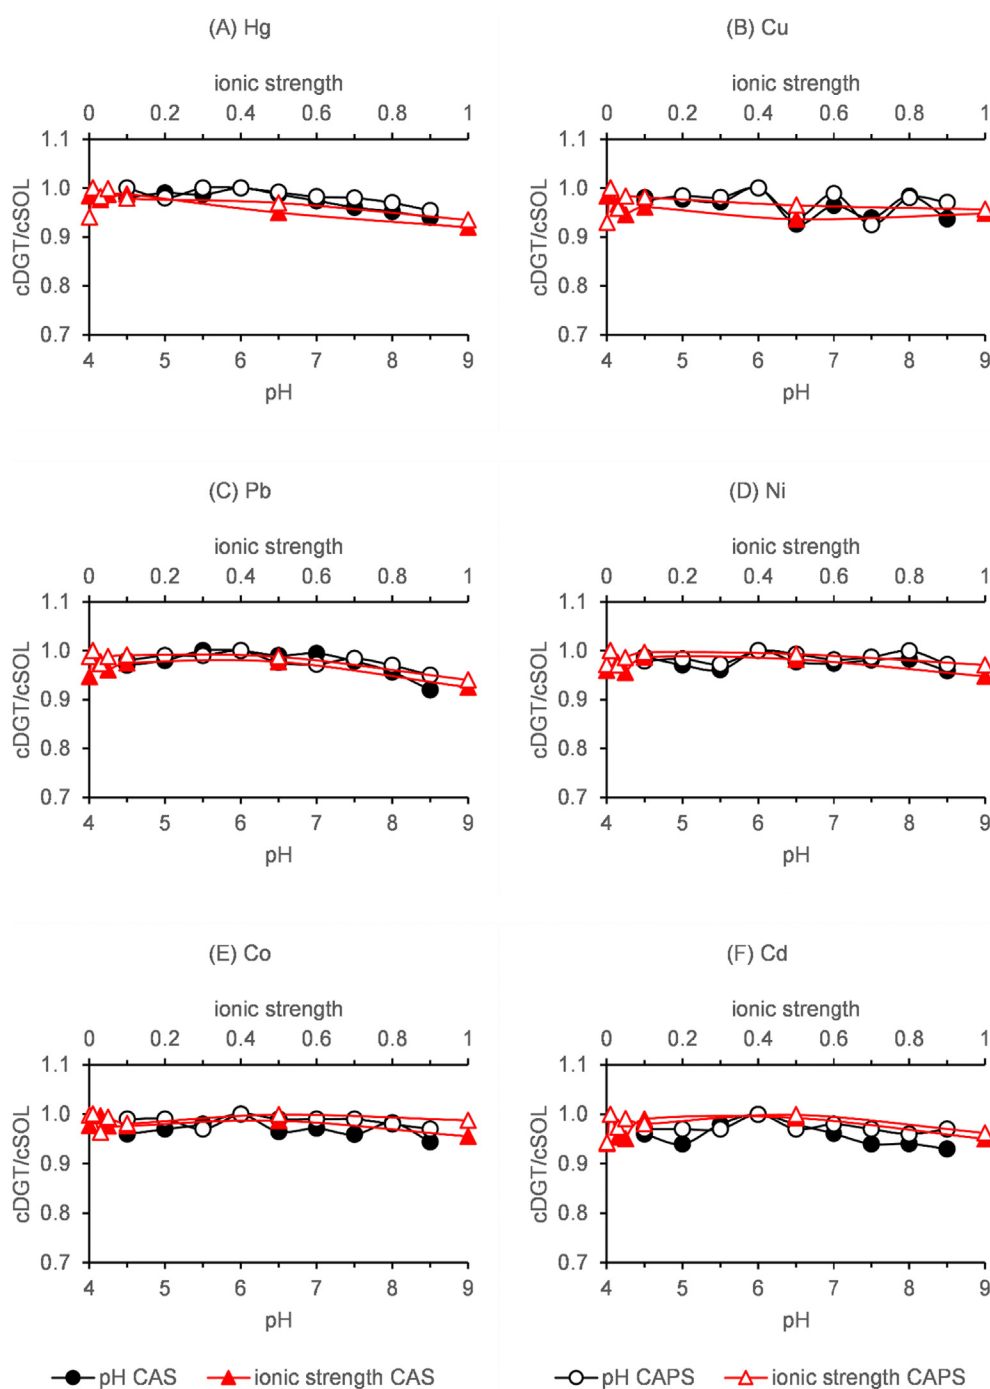 (A) Hg
ionic strength
0 0.2 0.4 0.6 0.8 1
cDGT/cSOL
1.1
1.0
0.9
0.8
0.7
4 5 6 7 8 9
pH
(B) Cu
ionic strength
0 0.2 0.4 0.6 0.8 1
cDGT/cSOL
1.1
1.0
0.9
0.8
0.7
4 5 6 7 8 9
pH
(C) Pb
ionic strength
0 0.2 0.4 0.6 0.8 1
cDGT/cSOL
1.1
1.0
0.9
0.8
0.7
4 5 6 7 8 9
pH
(D) Ni
ionic strength
0 0.2 0.4 0.6 0.8 1
cDGT/cSOL
1.1
1.0
0.9
0.8
0.7
4 5 6 7 8 9
pH
(E) Co
ionic strength
0 0.2 0.4 0.6 0.8 1
cDGT/cSOL
1.1
1.0
0.9
0.8
0.7
4 5 6 7 8 9
pH
(F) Cd
ionic strength
0 0.2 0.4 0.6 0.8 1
cDGT/cSOL
1.1
1.0
0.9
0.8
0.7
4 5 6 7 8 9
pH
pH CAS ionic strength CAS pH CAPS ionic strength CAPS